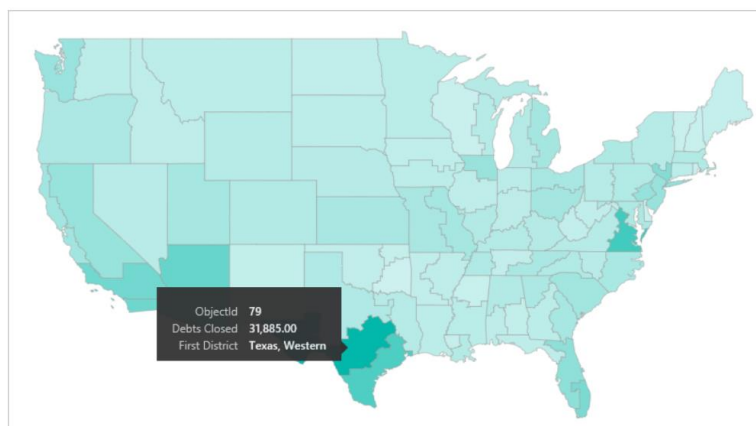 ObjectId 79
Debts Closed 31,885.00
First District Texas, Western